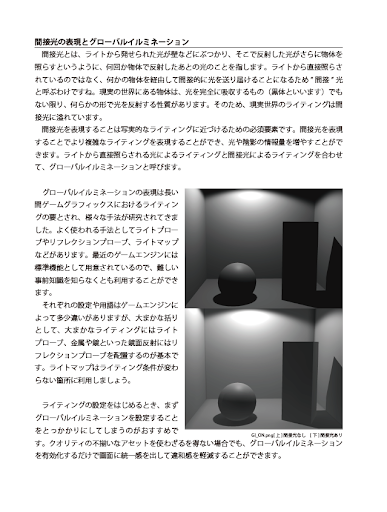 間接光の表現とグローバルイルミネーション
間接光とは、ライトから発せられた光が壁などにぶつかり、そこで反射した光がさらに物体を
照らすというように、何回か物体で反射したあとの光のことを指します。ライトから直接照らさ
れているのではなく、何かの物体を経由して間接的に光を送り届けることになるため"間接"光
と呼ぶわけですね。現実の世界にある物体は、光を完全に吸収するもの（黒体といいます）でも
ない限り、何らかの形で光を反射する性質があります。そのため、現実世界のライティングは間
接光に溢れています。
間接光を表現することは写実的なライティングに近づけるための必須要素です。間接光を表現
することでより複雑なライティングを表現することができ、光や陰影の情報量を増やすことがで
きます。ライトから直接照らされる光によるライティングと間接光によるライティングを合わせ
て、グローバルイルミネーションと呼びます。
グローバルイルミネーションの表現は長い
間ゲームグラフィックスにおけるライティン
グの要とされ、様々な手法が研究されてきま
した。よく使われる手法としてライトプロー
ブやリフレクションプローブ、ライトマップ
などがあります。最近のゲームエンジンには
標準機能として用意されているので、難しい
事前知識を知らなくとも利用することができ
ます。
それぞれの設定や用語はゲームエンジンに
よって多少違いがありますが、大まかな括り
として、大まかなライティングにはライト
プローブ、金属や鏡といった鏡面反射にはリ
フレクションプローブを配置するのが基本で
す。ライトマップはライティング条件が変わ
らない箇所に利用しましょう。
ライティングの設定をはじめるとき、まず
グローバルイルミネーションを設定すること
をとっかかりにしてしまうのがおすすめで
GI_ON.png[上]間接光なし [下]間接光あり
す。クオリティの不揃いなアセットを使わざるを得ない場合でも、グローバルイルミネーション
を有効化するだけで画面に統一感を出して違和感を軽減することができます。